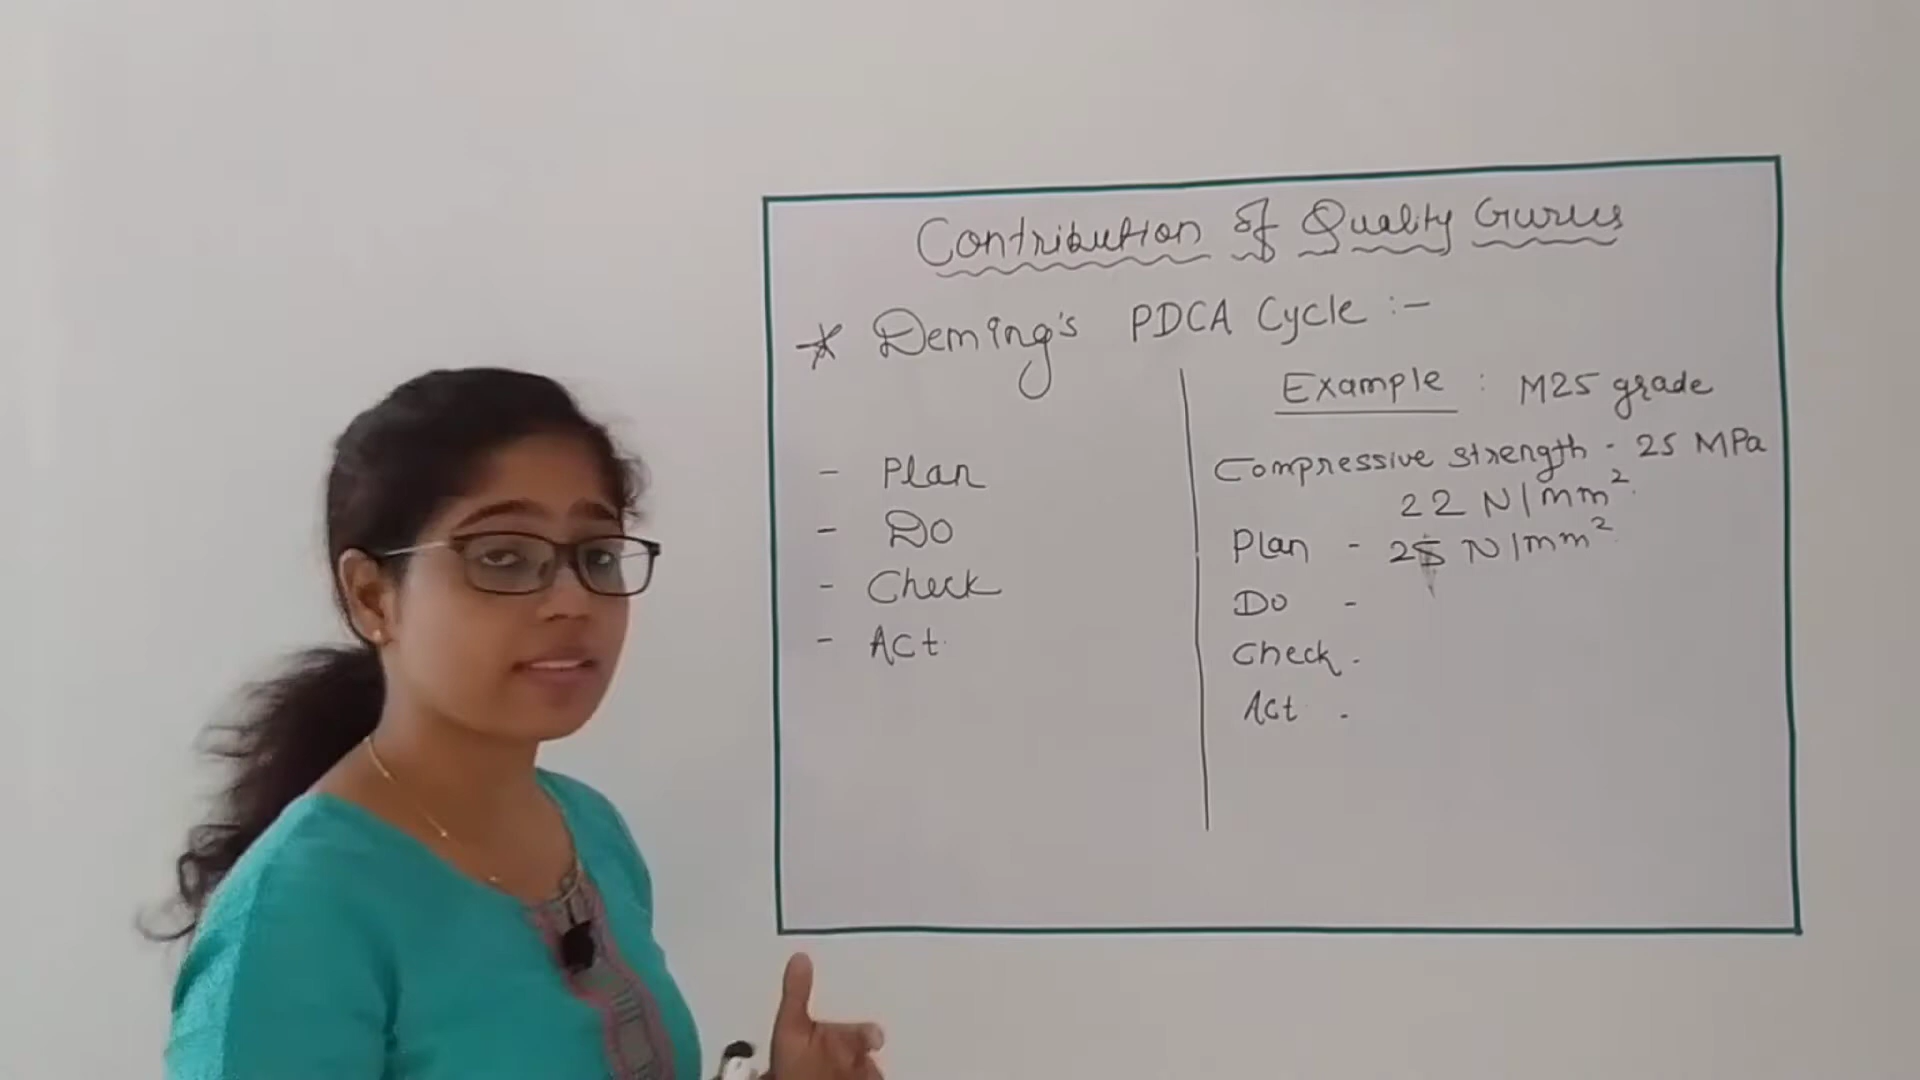 Contribution of Quality Gurus
* Deming's PDCA Cycle :-
- Plan
- Do
- Check
- Act.
Example : M25 grade
Compressive strength - 25 MPa
22 N/mm².
Plan - 25 N/mm²
Do -
Check -
Act -